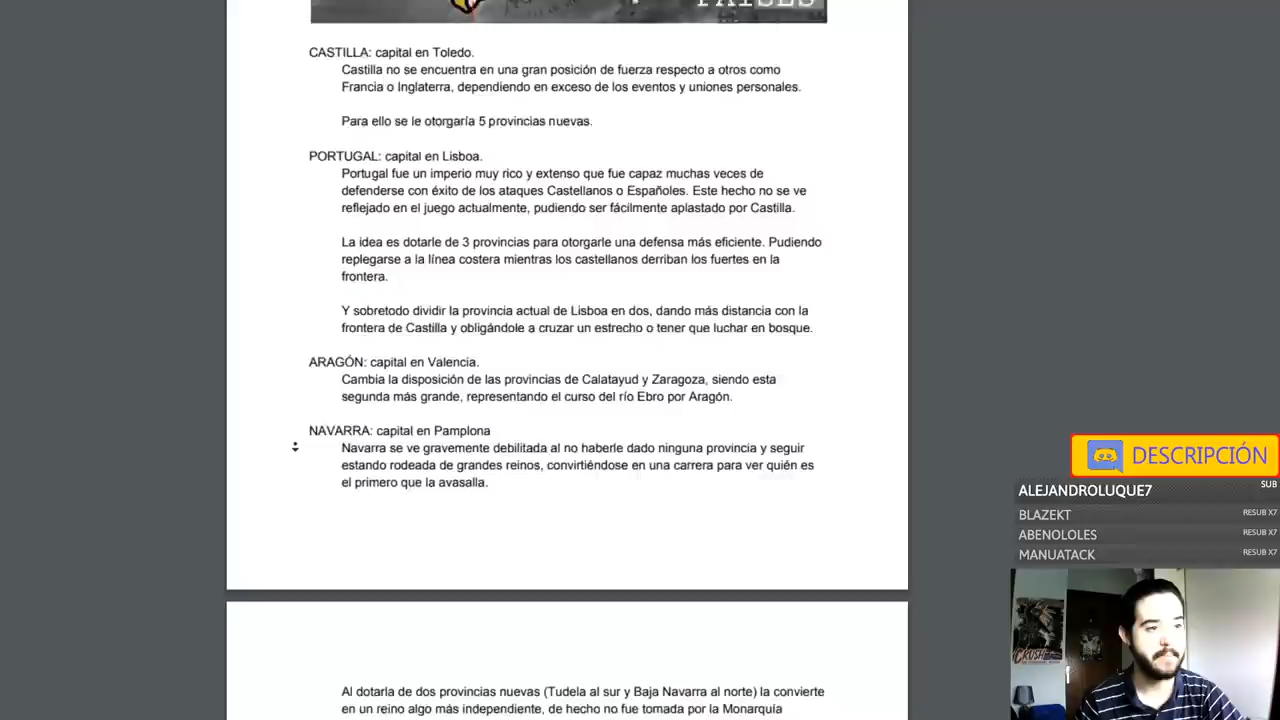 PAÍSES
CASTILLA: capital en Toledo.
Castilla no se encuentra en una gran posición de fuerza respecto a otros como
Francia o Inglaterra, dependiendo en exceso de los eventos y uniones personales.
Para ello se le otorgaría 5 provincias nuevas.
PORTUGAL: capital en Lisboa.
Portugal fue un imperio muy rico y extenso que fue capaz muchas veces de
defenderse con éxito de los ataques Castellanos o Españoles. Este hecho no se ve
reflejado en el juego actualmente, pudiendo ser fácilmente aplastado por Castilla.
La idea es dotarle de 3 provincias para otorgarle una defensa más eficiente. Pudiendo
replegarse a la línea costera mientras los castellanos derriban los fuertes en la
frontera.
Y sobretodo dividir la provincia actual de Lisboa en dos, dando más distancia con la
frontera de Castilla y obligándole a cruzar un estrecho o tener que luchar en bosque.
ARAGÓN: capital en Valencia.
Cambia la disposición de las provincias de Calatayud y Zaragoza, siendo esta
segunda más grande, representando el curso del río Ebro por Aragón.
NAVARRA: capital en Pamplona
Navarra se ve gravemente debilitada al no haberle dado ninguna provincia y seguir
estando rodeada de grandes reinos, convirtiéndose en una carrera para ver quién es
el primero que la avasalla.
Al dotarla de dos provincias nuevas (Tudela al sur y Baja Navarra al norte) la convierte
en un reino algo más independiente, de hecho no fue tomada por la Monarquía
DESCRIPCIÓN
ALEJANDROLUQUE7 SUB
BLAZEKT RESUB X7
ABENOLOLES RESUB X7
MANUATACK RESUB X7